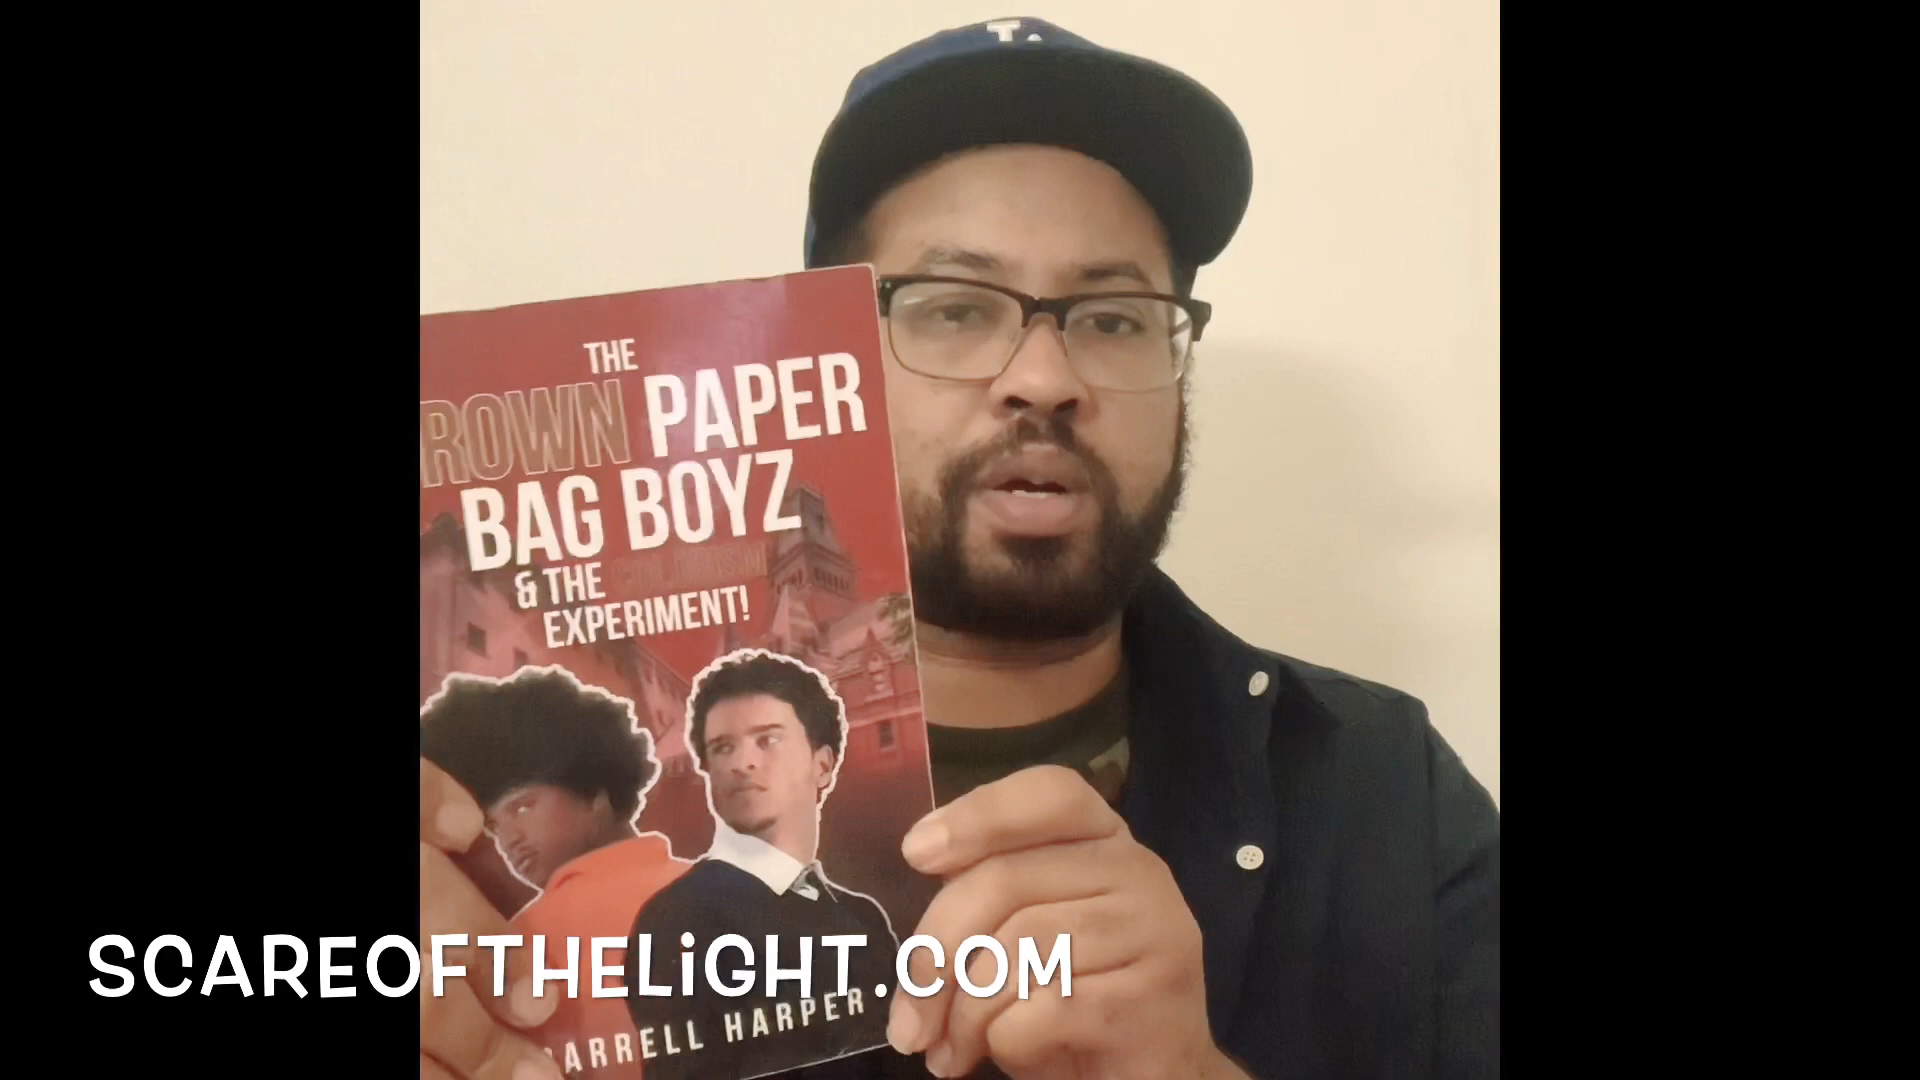 THE
ROWN PAPER
BAG BOYZ
& THE
EXPERIMENT!
SCAREOFTHELiGHT.COM
ARRELL HARPER
T.